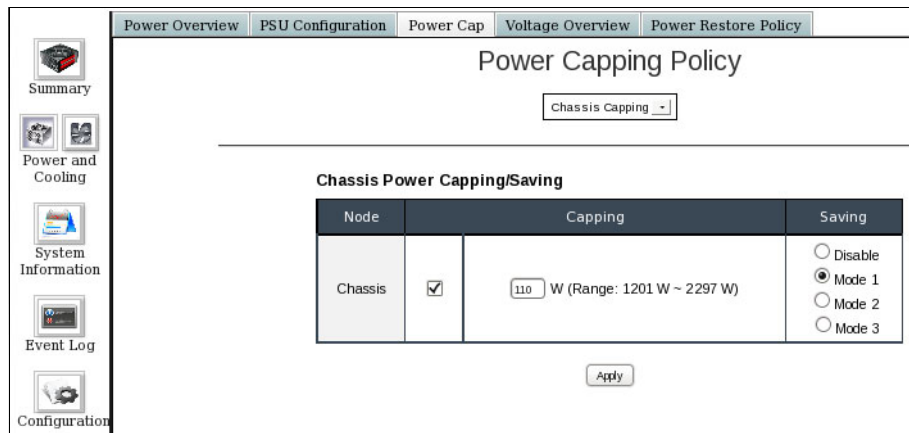 Power Overview PSU Configuration Power Cap Voltage Overview Power Restore Policy
Summary
Power and
Cooling
System
Information
Event Log
Configuration
Power Capping Policy
Chassis Capping
Chassis Power Capping/Saving
Node Capping Saving
Chassis 110 W (Range: 1201 W ~ 2297 W)
Disable
Mode 1
Mode 2
Mode 3
Apply